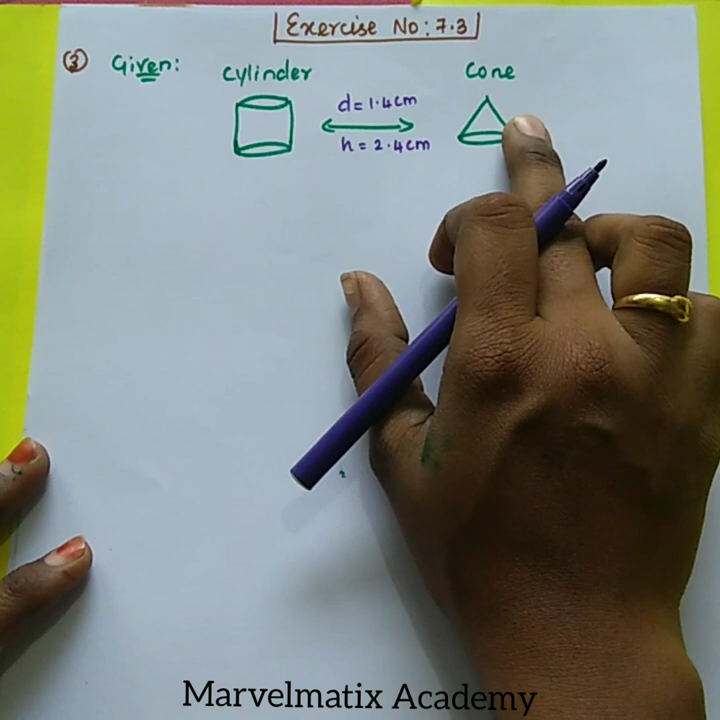 Exercise No: 7.3
③ Given: cylinder cone
d = 1.4cm
h = 2.4cm
Marvelmatix Academy